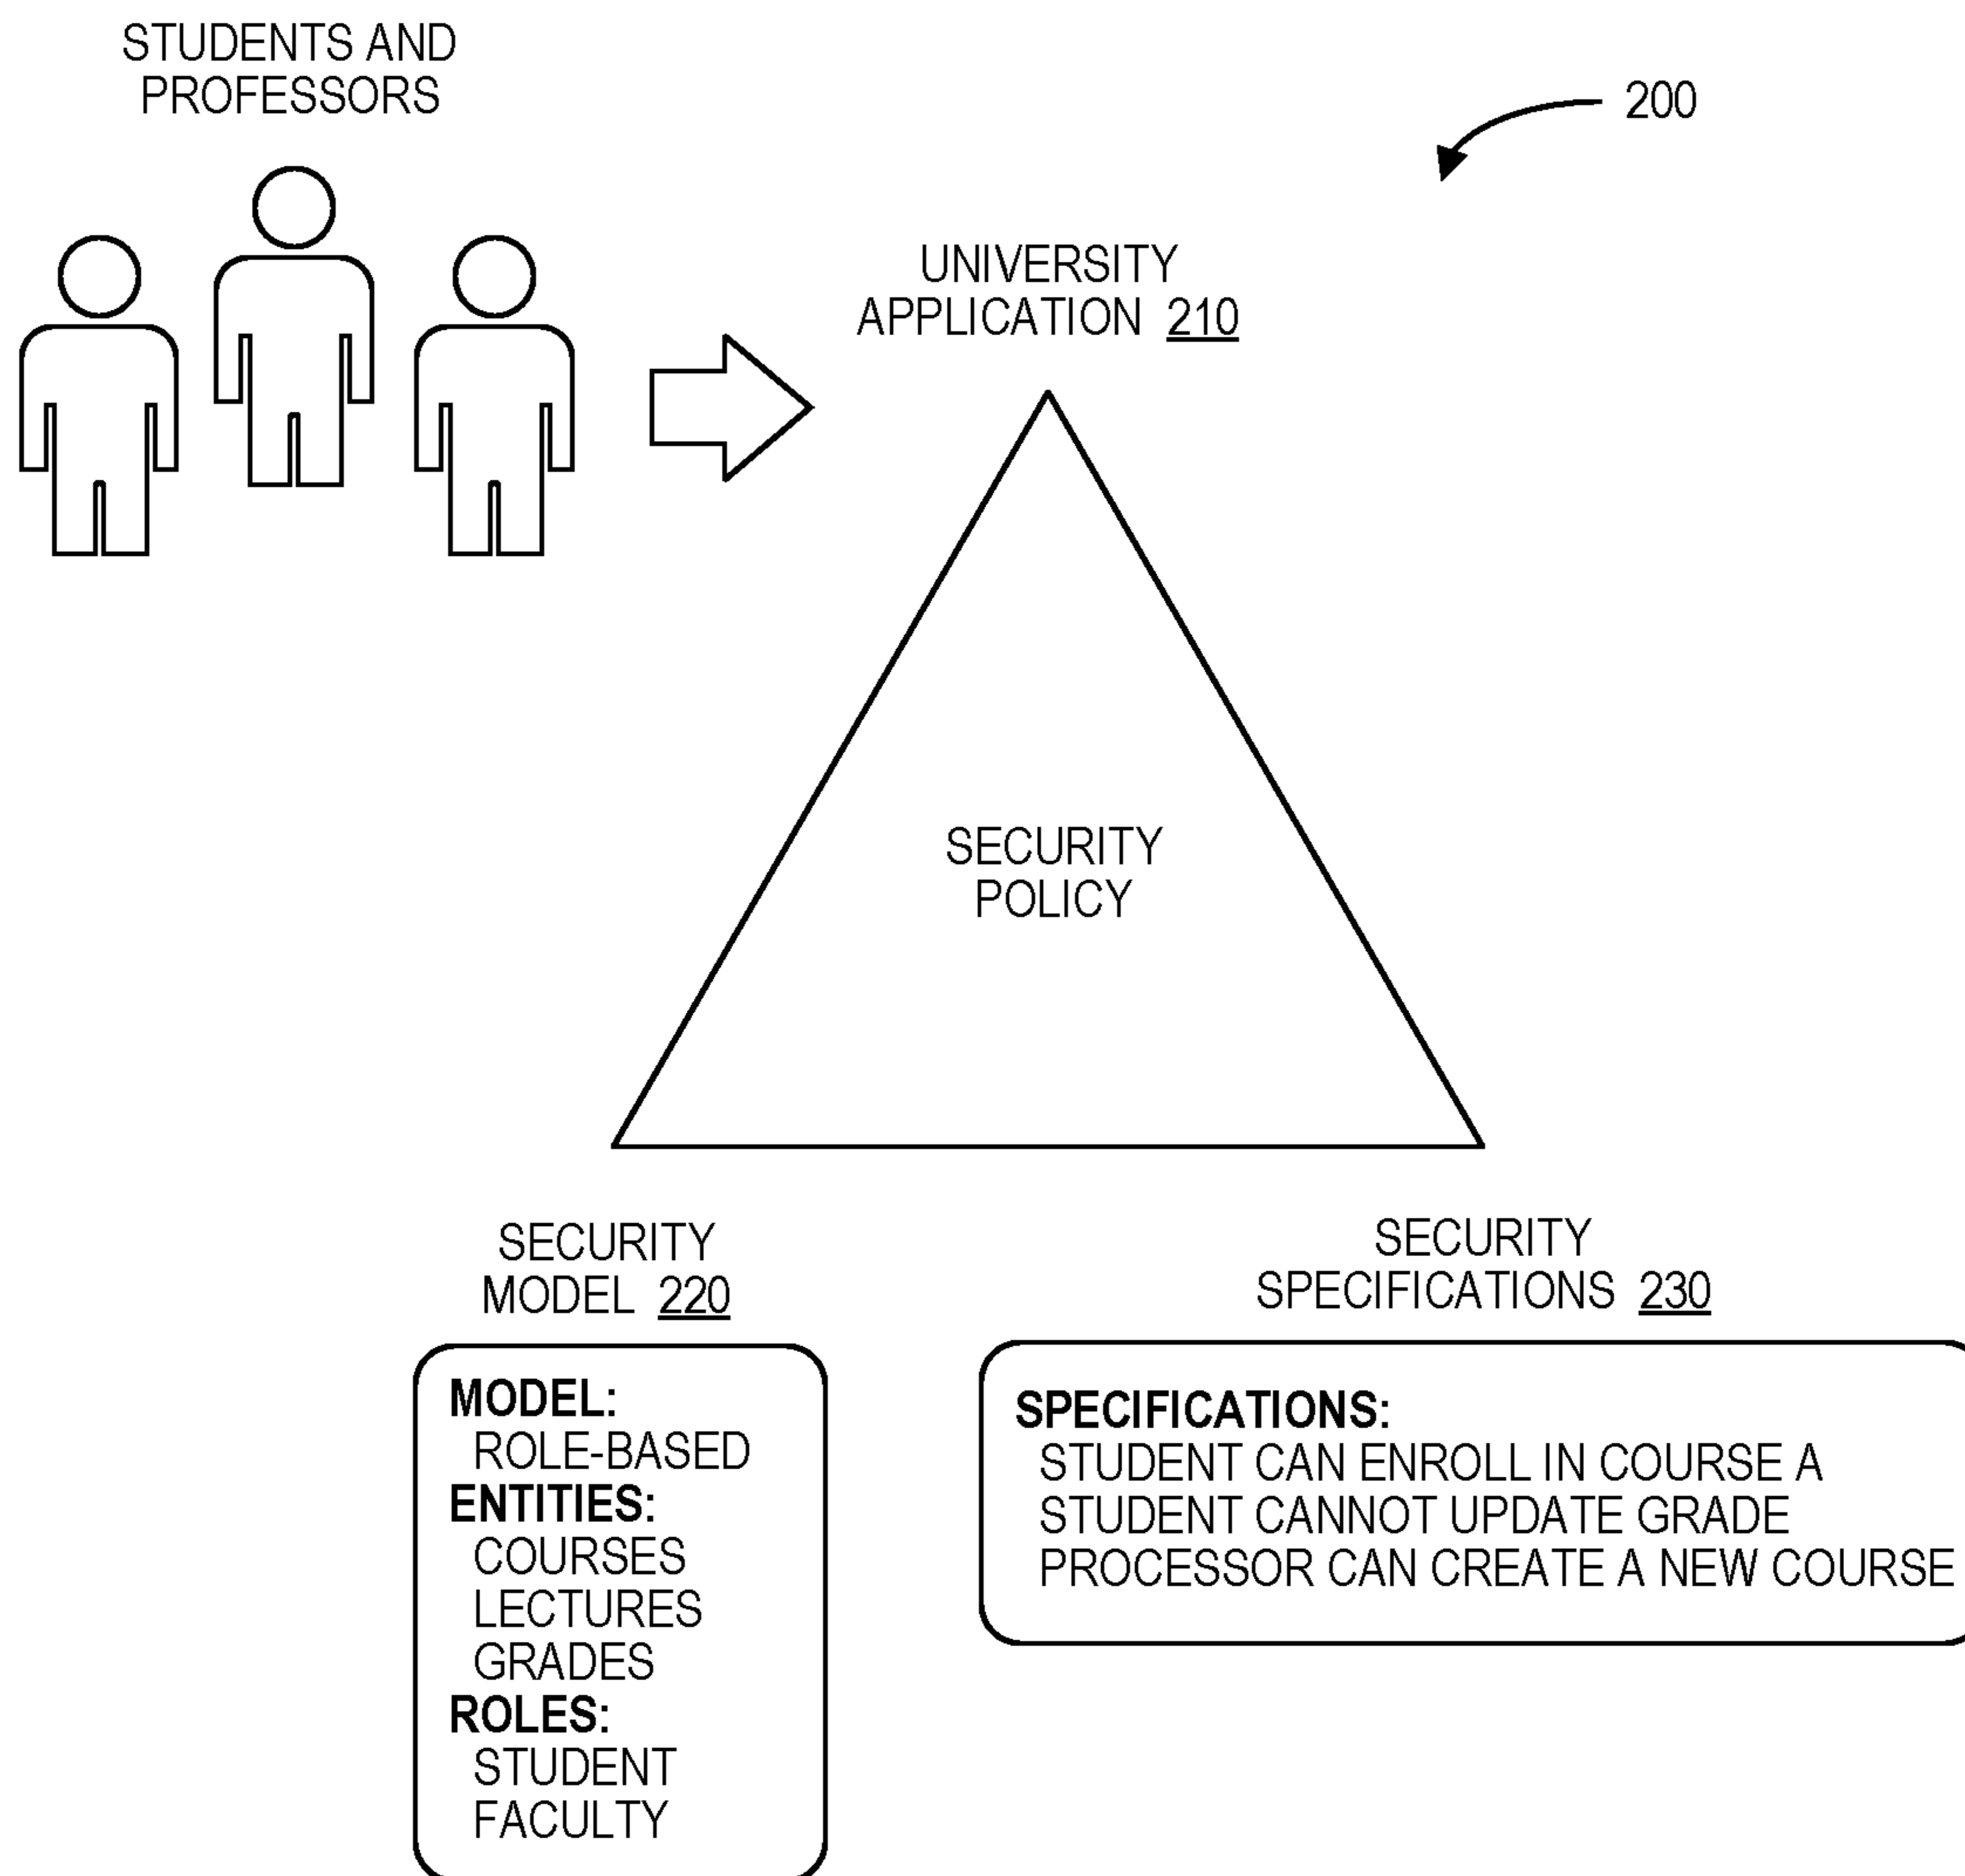 STUDENTS AND
PROFESSORS
200
UNIVERSITY
APPLICATION 210
SECURITY
POLICY
SECURITY
MODEL 220
MODEL:
ROLE-BASED
ENTITIES:
COURSES
LECTURES
GRADES
ROLES:
STUDENT
FACULTY
SECURITY
SPECIFICATIONS 230
SPECIFICATIONS:
STUDENT CAN ENROLL IN COURSE A
STUDENT CANNOT UPDATE GRADE
PROCESSOR CAN CREATE A NEW COURSE